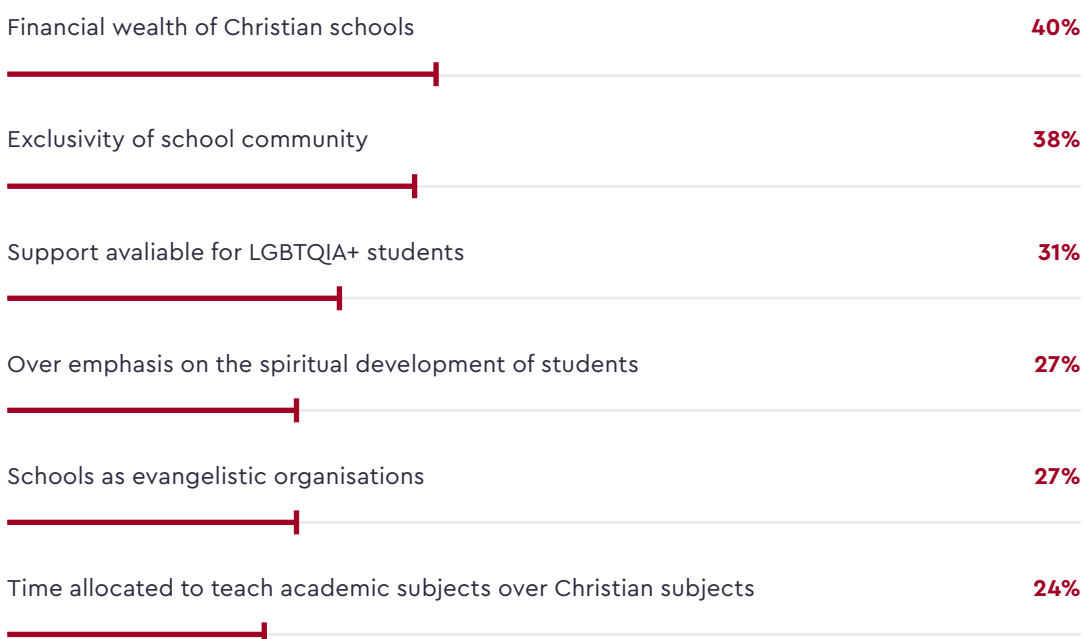 Financial wealth of Christian schools 40%
Exclusivity of school community 38%
Support avaliable for LGBTQIA+ students 31%
Over emphasis on the spiritual development of students 27%
Schools as evangelistic organisations 27%
Time allocated to teach academic subjects over Christian subjects 24%